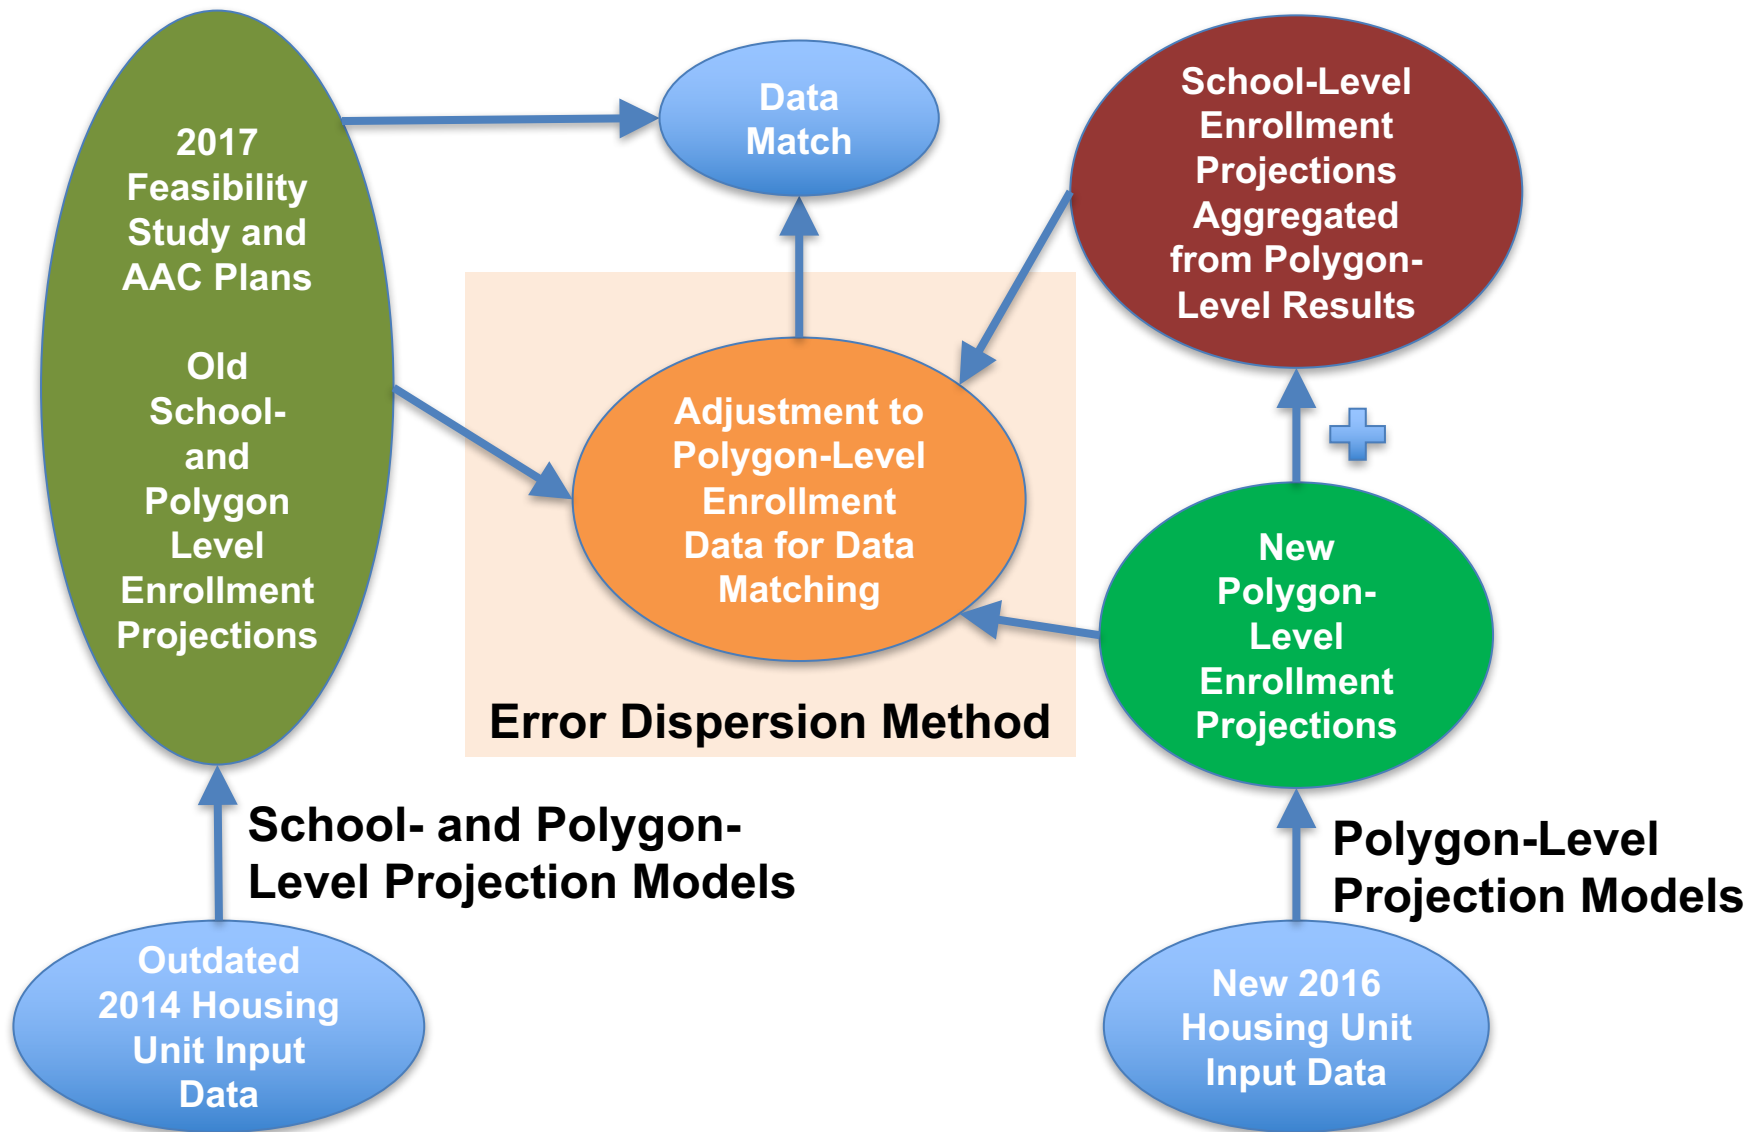 2017
Feasibility
Study and
AAC Plans
Old
School-
and
Polygon
Level
Enrollment
Projections
Data
Match
School-Level
Enrollment
Projections
Aggregated
from Polygon-
Level Results
Adjustment to
Polygon-Level
Enrollment
Data for Data
Matching
Error Dispersion Method
New
Polygon-
Level
Enrollment
Projections
School- and Polygon-
Level Projection Models
Polygon-Level
Projection Models
Outdated
2014 Housing
Unit Input
Data
New 2016
Housing Unit
Input Data